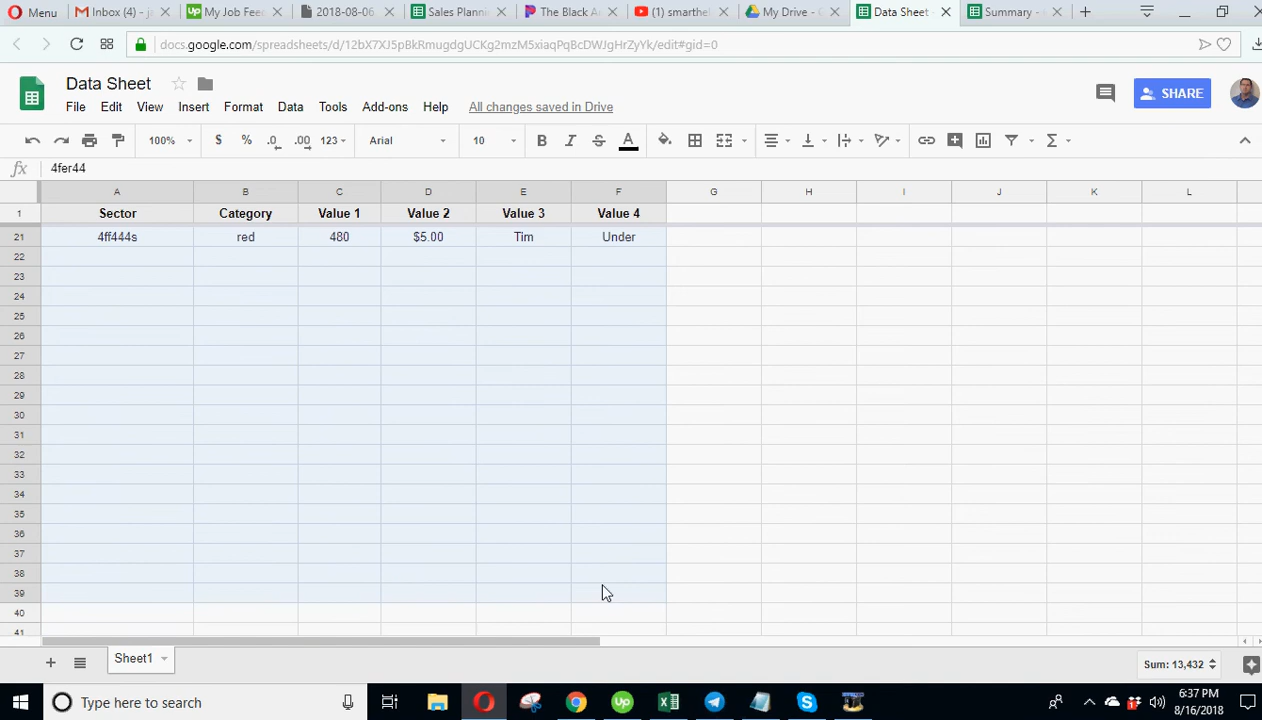 Menu Inbox (4) - j My Job Fee 2018-08-06 Sales Planni The Black A (1) smarthe My Drive - G Data Sheet - Summary -
docs.google.com/spreadsheets/d/12bX7XJ5pBkRmugdgUCKg2mzM5xiaqPq8cDWJgHrZyYk/edit#gid=0
Data Sheet
File Edit View Insert Format Data Tools Add-ons Help All changes saved in Drive
SHARE
100% $ % .0 .00 123 Arial 10 B I S A Σ
fx 4fer44
A B C D E F G H I J K L
1 Sector Category Value 1 Value 2 Value 3 Value 4
21 4ff444s red 480 $5.00 Tim Under
22
23
24
25
26
27
28
29
30
31
32
33
34
35
36
37
38
39
40
41
Sheet1
Sum: 13,432
Type here to search
6:37 PM
8/16/2018